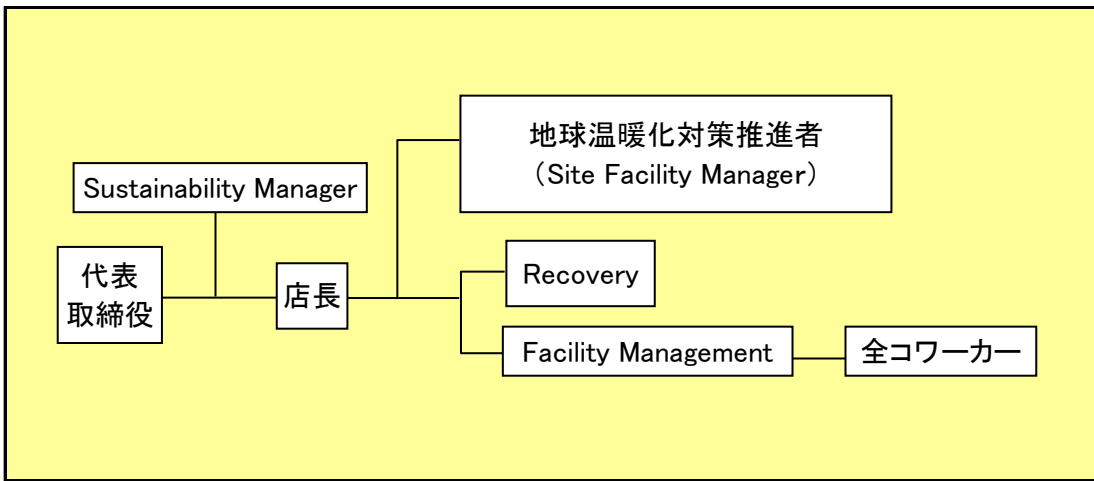 地球温暖化対策推進者
（Site Facility Manager）
Sustainability Manager
代表
取締役
店長
Recovery
Facility Management
全コワーカー